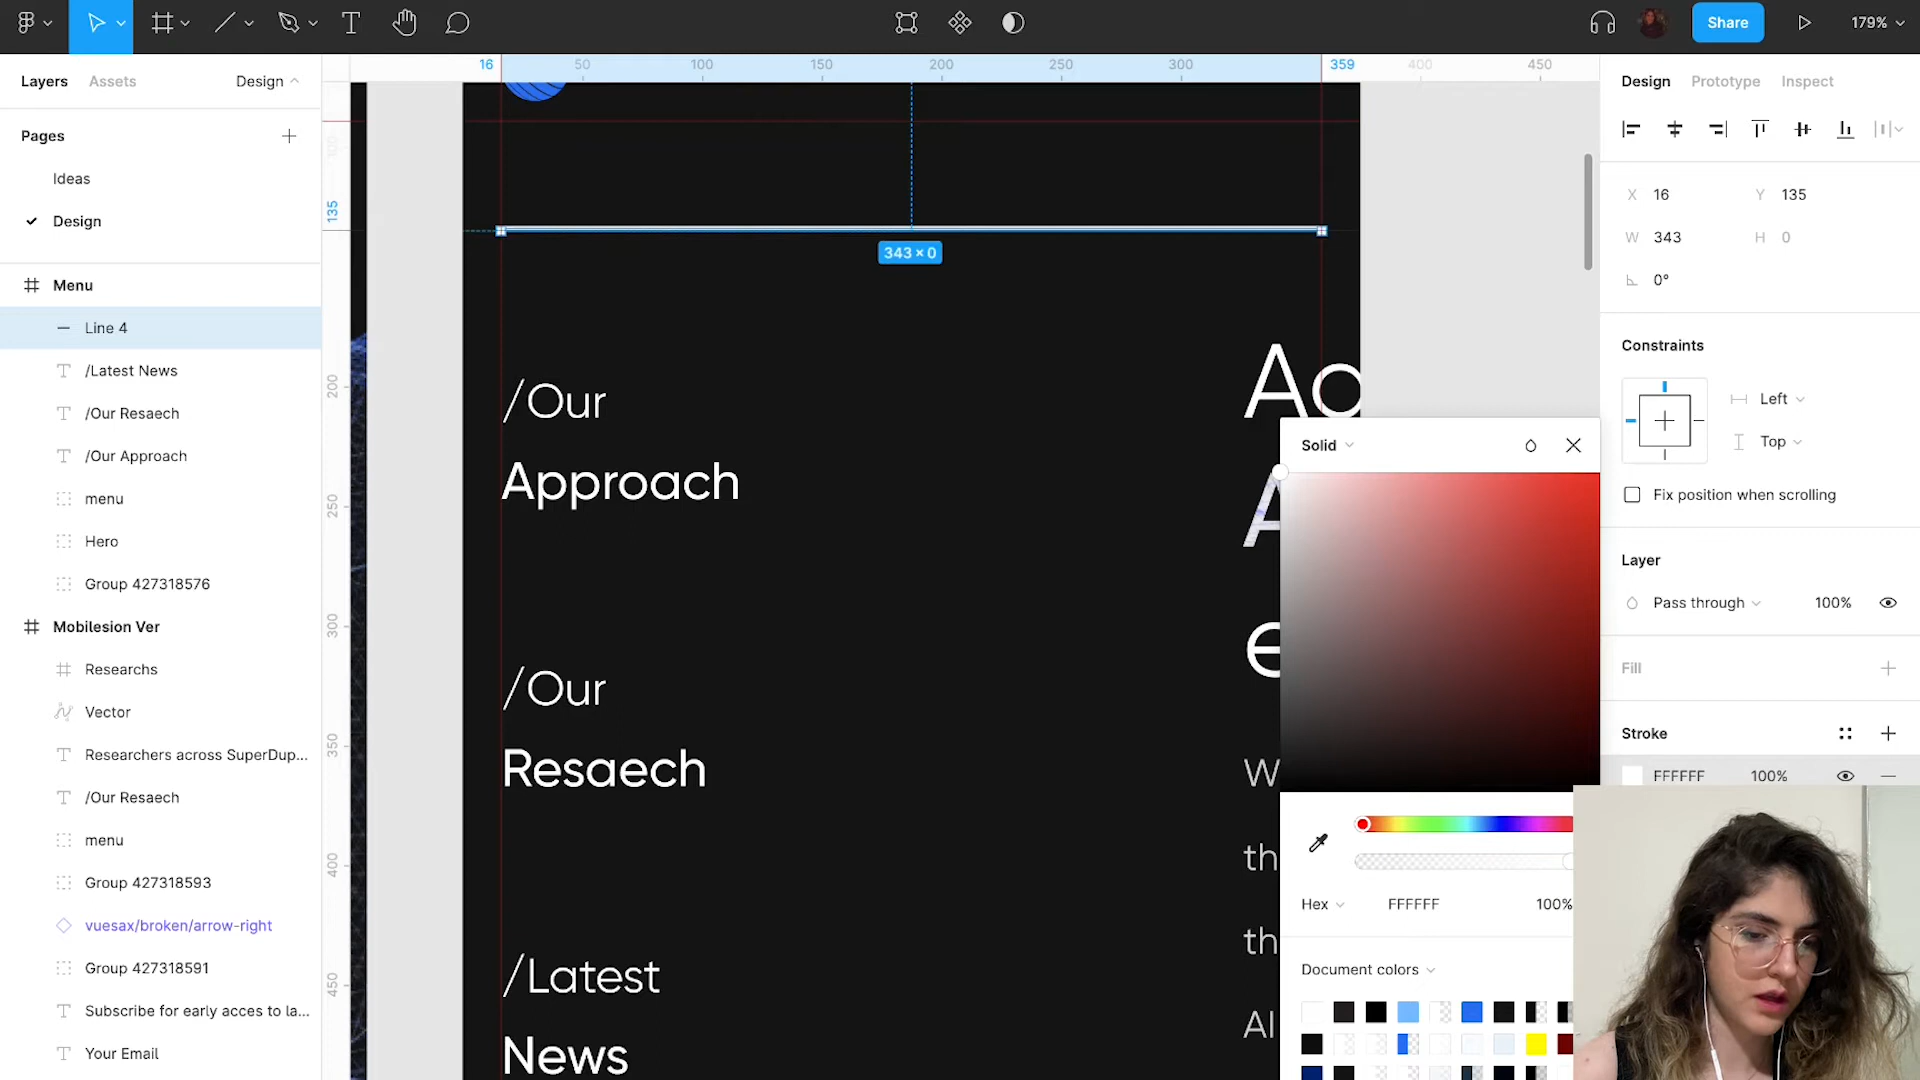 Share
179%
Layers
Assets
Design
16
50
100
150
200
250
300
359
400
450
Design
Prototype
Inspect
Pages
Ideas
Design
X 16
Y 135
W 343
H 0
0°
135
343 × 0
Menu
Line 4
/Latest News
/Our Resaech
/Our Approach
menu
Hero
Group 427318576
Mobilesion Ver
Researchs
Vector
Researchers across SuperDup...
/Our Resaech
menu
Group 427318593
vuesax/broken/arrow-right
Group 427318591
Subscribe for early acces to la...
Your Email
200
250
300
350
400
450
/Our
Approach
/Our
Resaech
/Latest
News
A
e
W
th
th
Al
Constraints
Left
Top
Fix position when scrolling
Layer
Pass through
100%
Fill
Stroke
FFFFFF 100%
Solid
Hex
FFFFFF
100%
Document colors